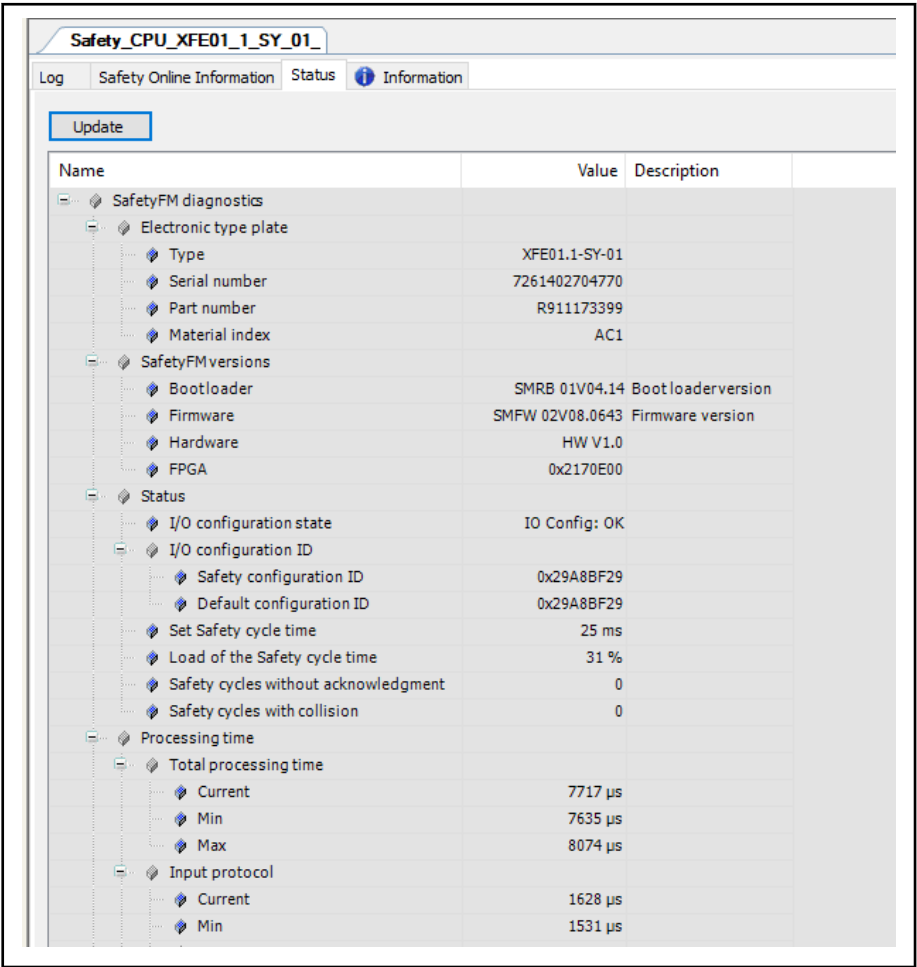 Safety_CPU_XFE01_1_SY_01_
Log Safety Online Information Status Information
Update
Name Value Description
SafetyFM diagnostics
Electronic type plate
Type XFE01.1-SY-01
Serial number 7261402704770
Part number R911173399
Material index AC1
SafetyFM versions
Bootloader SMRB 01V04.14 Bootloader version
Firmware SMFW 02V08.0643 Firmware version
Hardware HW V1.0
FPGA 0x2170E00
Status
I/O configuration state IO Config: OK
I/O configuration ID
Safety configuration ID 0x29A8BF29
Default configuration ID 0x29A8BF29
Set Safety cycle time 25 ms
Load of the Safety cycle time 31 %
Safety cycles without acknowledgment 0
Safety cycles with collision 0
Processing time
Total processing time
Current 7717 µs
Min 7635 µs
Max 8074 µs
Input protocol
Current 1628 µs
Min 1531 µs